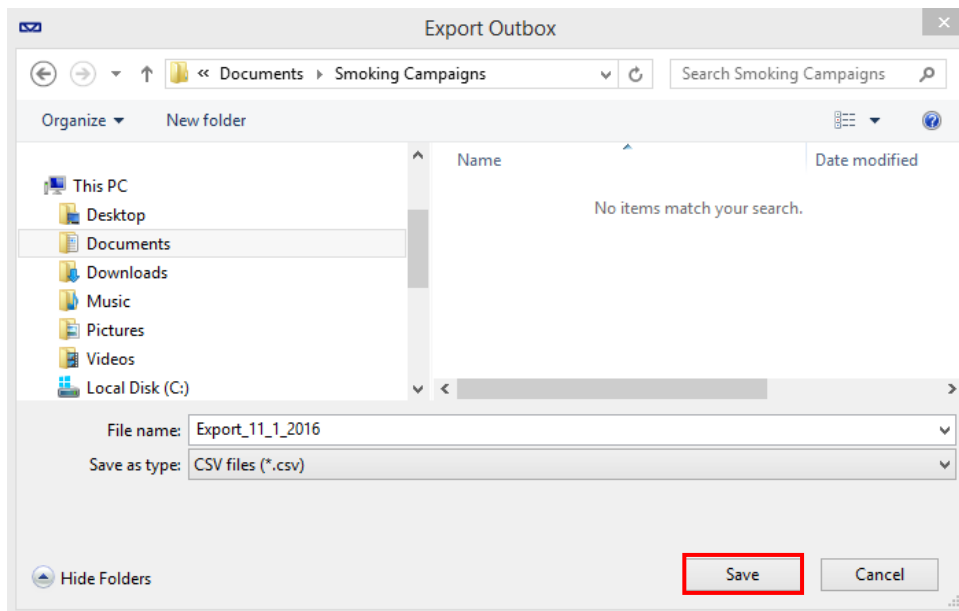 Export Outbox
« Documents Smoking Campaigns
Search Smoking Campaigns
Organize
New folder
Name
Date modified
No items match your search.
This PC
Desktop
Documents
Downloads
Music
Pictures
Videos
Local Disk (C:)
File name: Export_11_1_2016
Save as type: CSV files (*.csv)
Hide Folders
Save
Cancel